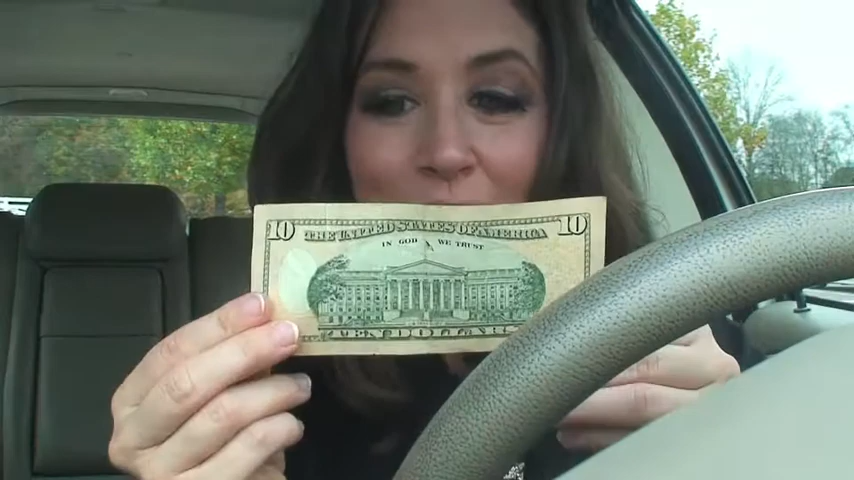 10 THE UNITED STATES OF AMERICA 10
IN GOD WE TRUST
TEN DOLLARS